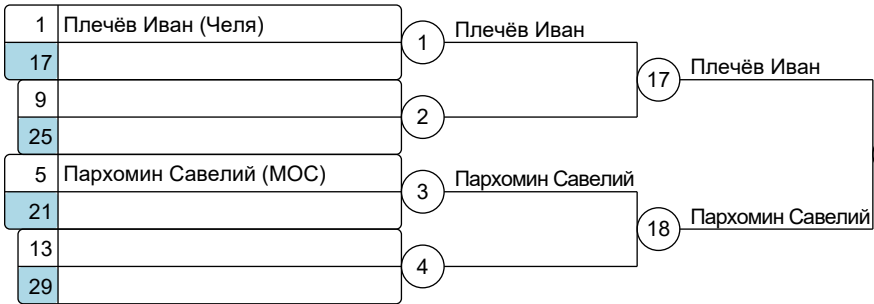 1 Плечёв Иван (Челя)
17
1 Плечёв Иван
17 Плечёв Иван
9
25
2
5 Пархомин Савелий (МОС)
21
3 Пархомин Савелий
18 Пархомин Савелий
13
29
4